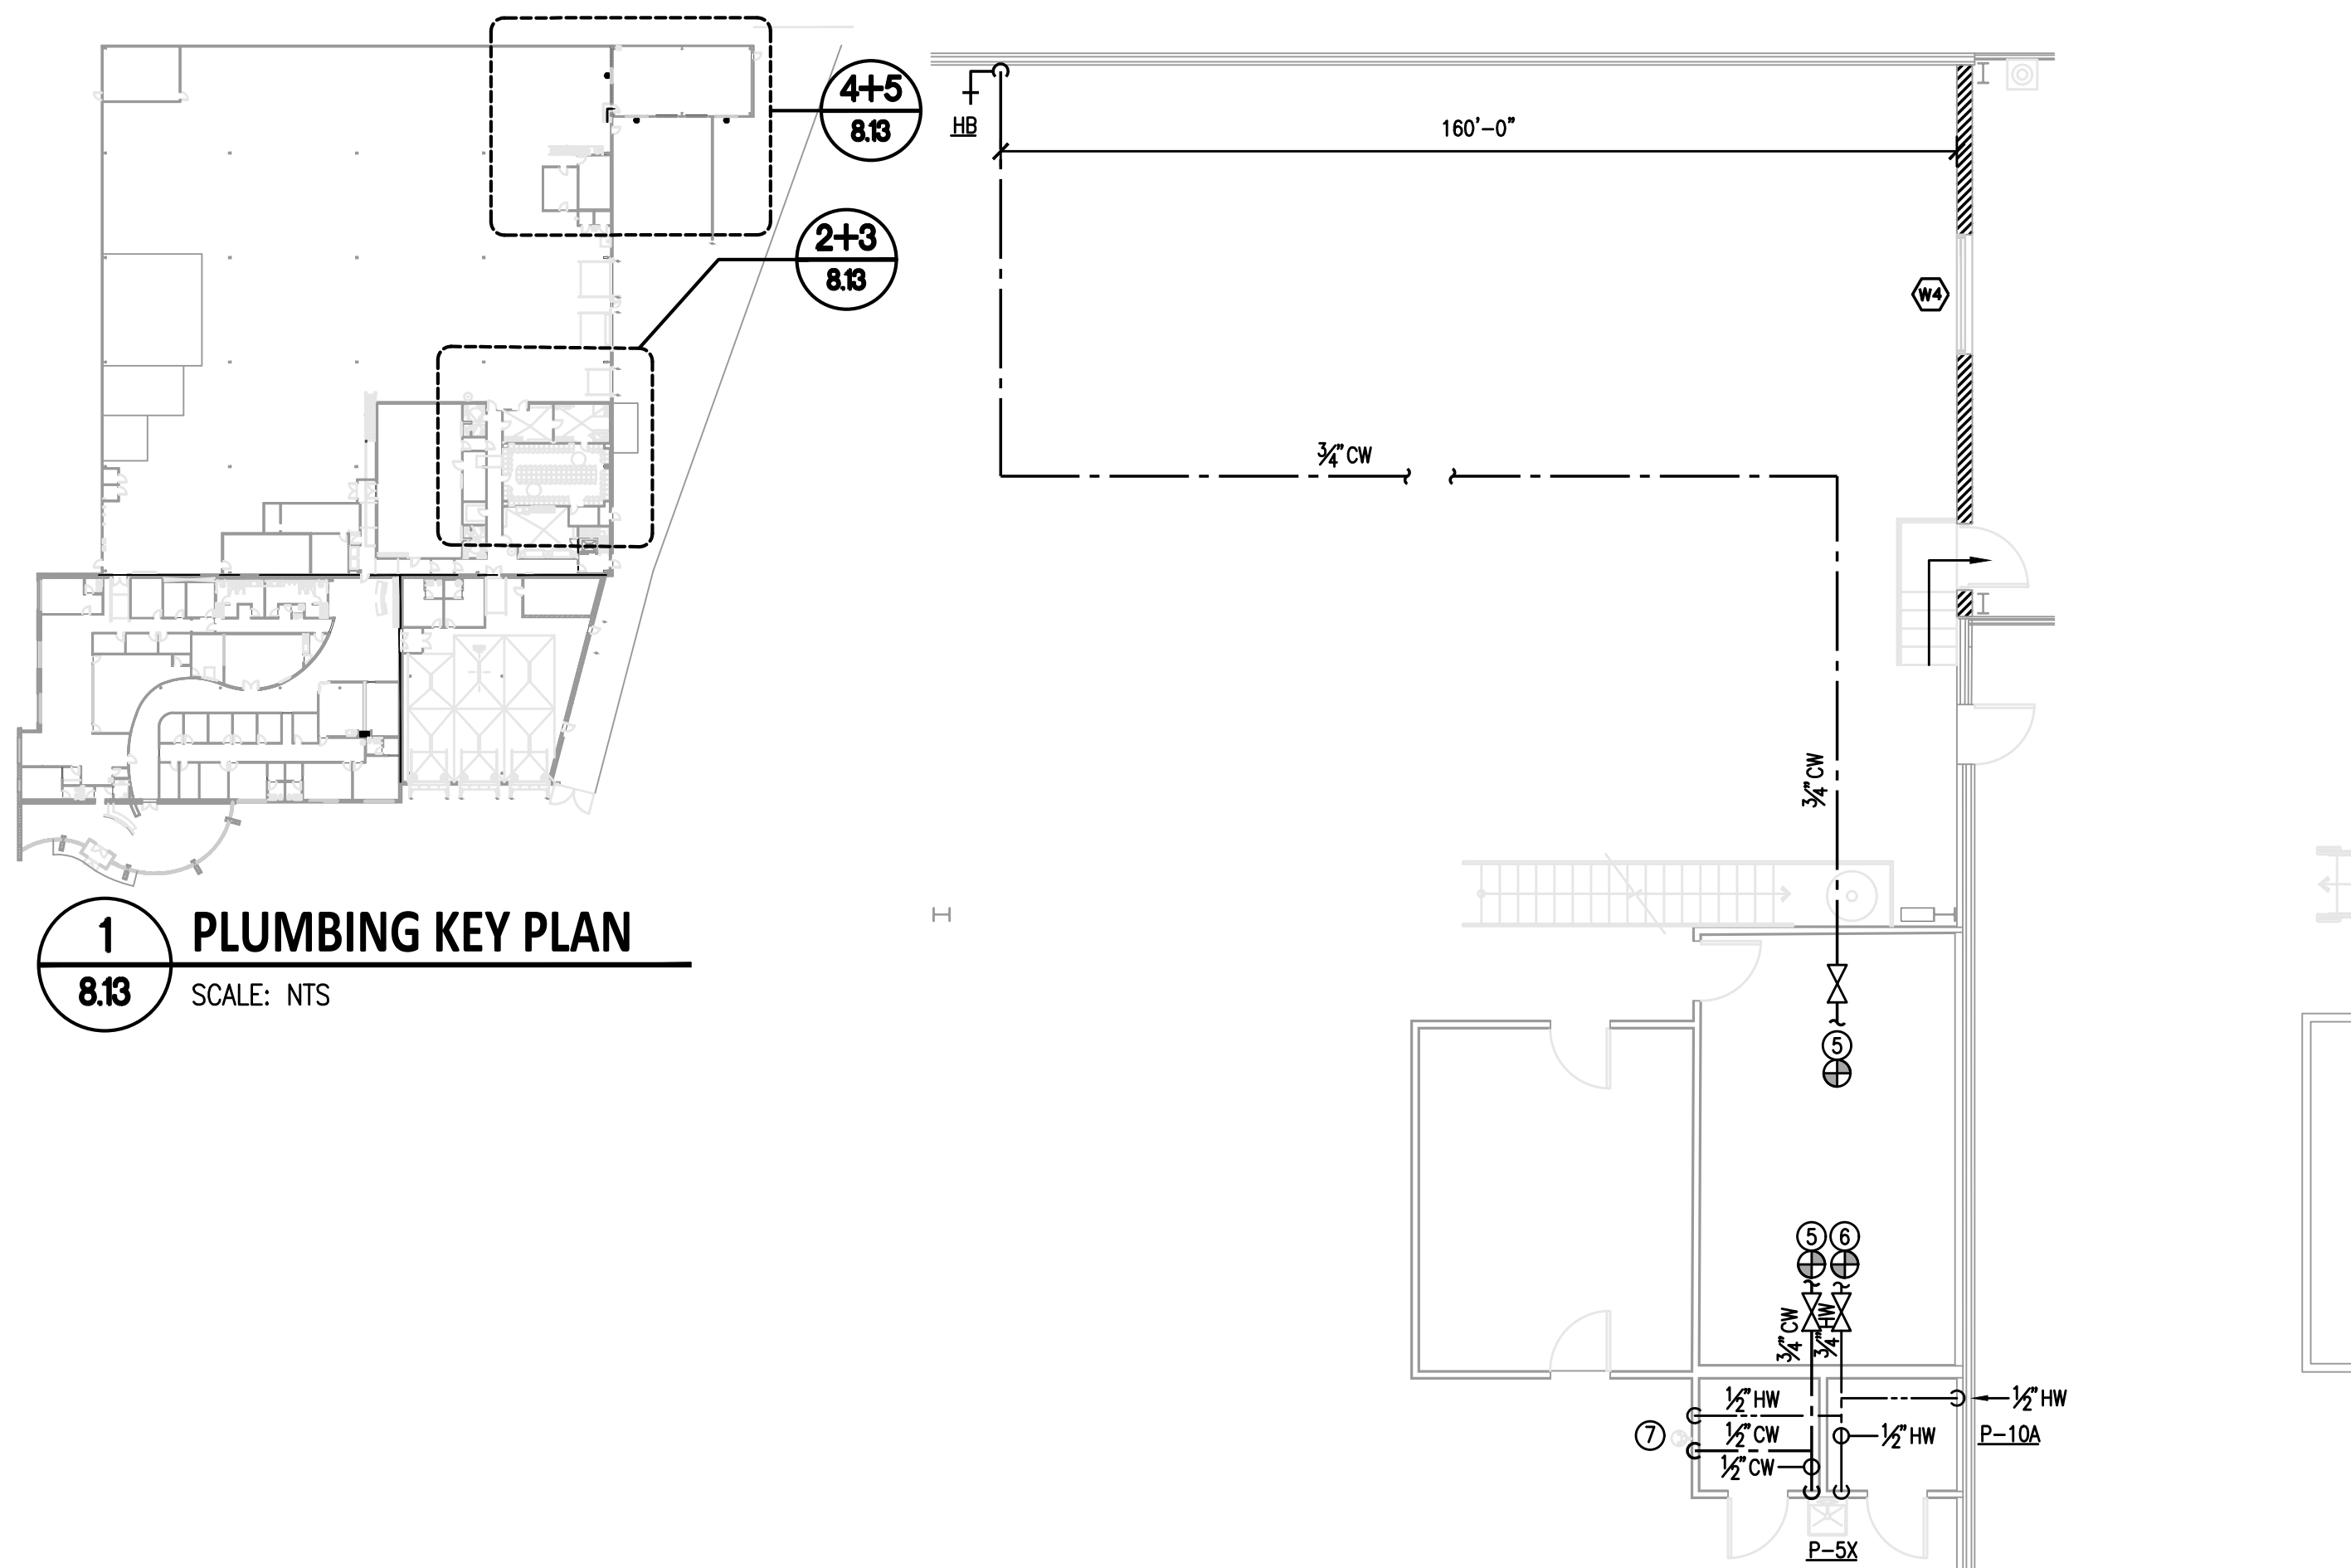 4+5
8.13
2+3
8.13
1
8.13
PLUMBING KEY PLAN
SCALE: NTS
HB
160'-0"
W4
3/4" CW
3/4" CW
5
5
6
3/4" CW
3/4" HW
1/2" HW
1/2" HW
7
1/2" CW
1/2" HW
P-10A
1/2" CW
P-5X